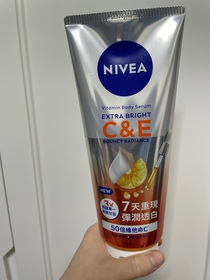 NIVEA
Vitamin Body Serum
EXTRA BRIGHT
C&E
BOUNCY RADIANCE
NEW
7天重現
彈潤透白
50倍維他命C